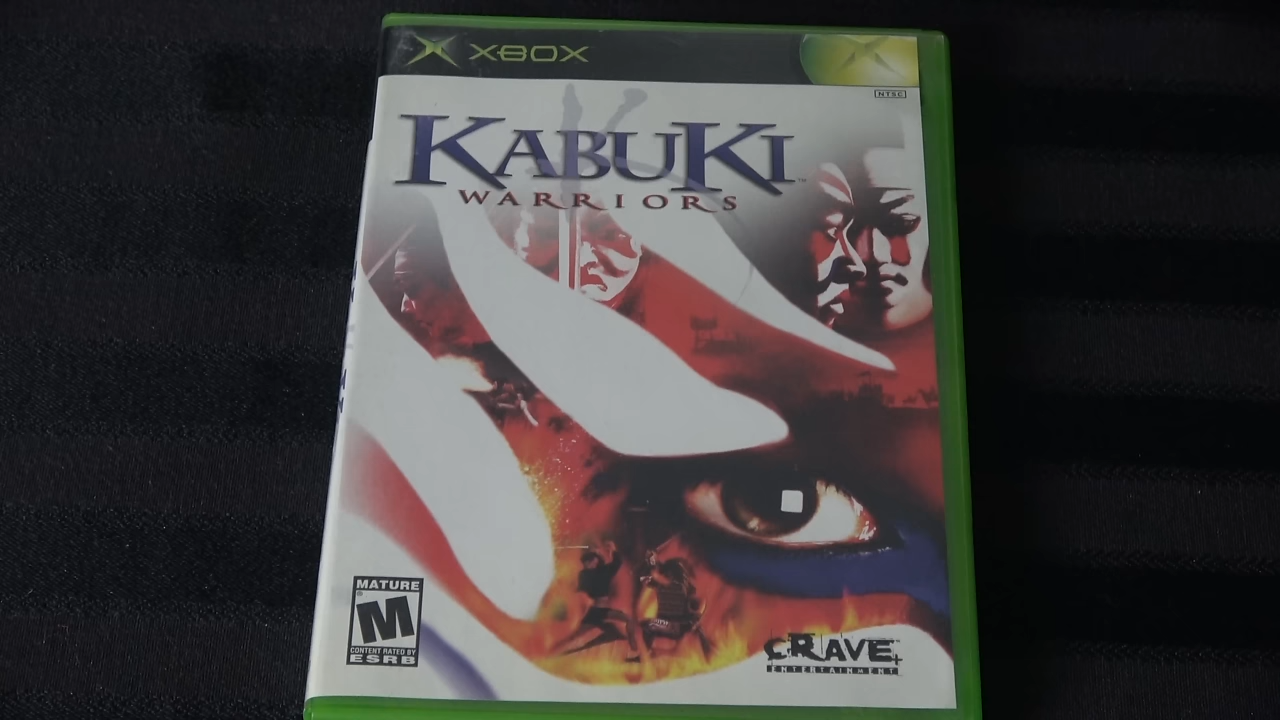 XBOX
NTSC
KABUKI
WARRIORS
MATURE
M
CONTENT RATED BY
ESRB
CRAVE
ENTERTAINMENT